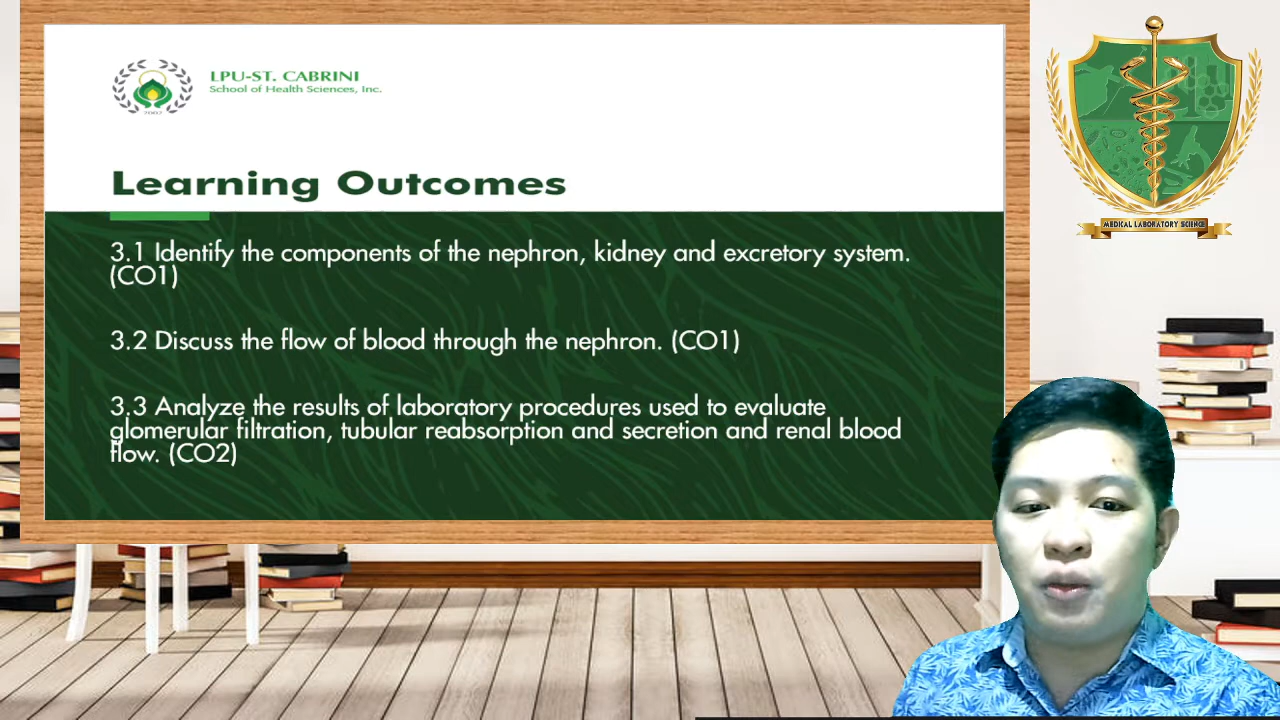 LPU-ST. CABRINI
School of Health Sciences, Inc.
2002
Learning Outcomes
3.1 Identify the components of the nephron, kidney and excretory system.
(CO1)
3.2 Discuss the flow of blood through the nephron. (CO1)
3.3 Analyze the results of laboratory procedures used to evaluate
glomerular filtration, tubular reabsorption and secretion and renal blood
flow. (CO2)
MEDICAL LABORATORY SCIENCE